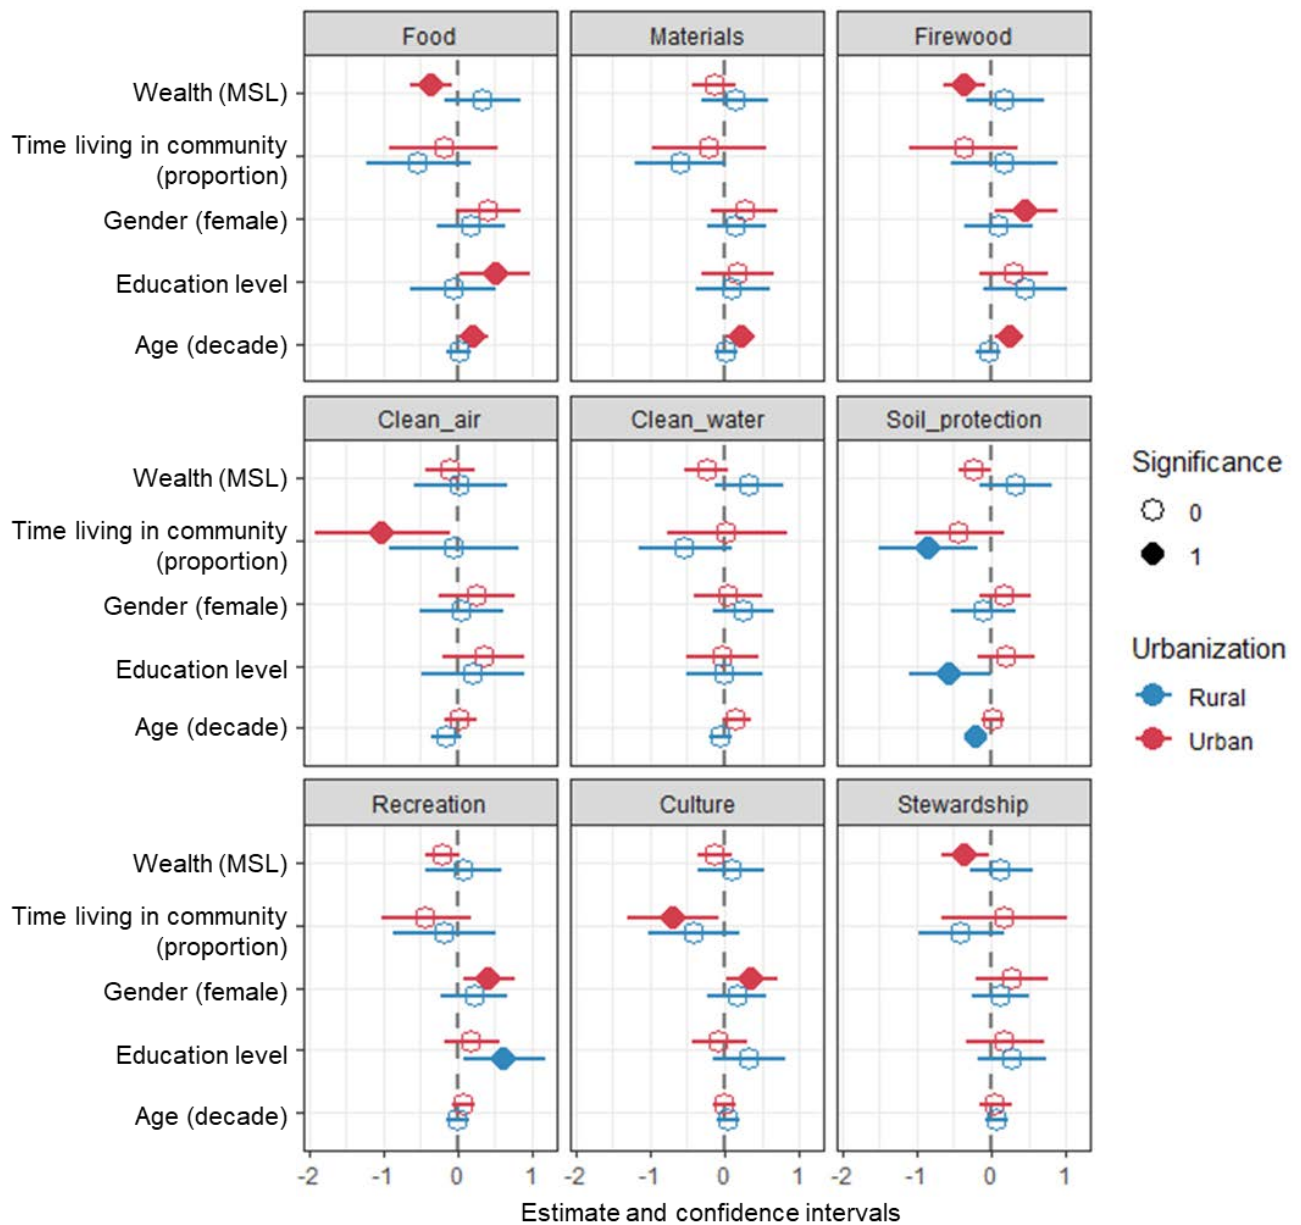 Food Materials Firewood
Wealth (MSL)
Time living in community
(proportion)
Gender (female)
Education level
Age (decade)
Clean_air Clean_water Soil_protection
Wealth (MSL)
Time living in community
(proportion)
Gender (female)
Education level
Age (decade)
Recreation Culture Stewardship
Wealth (MSL)
Time living in community
(proportion)
Gender (female)
Education level
Age (decade)
-2 -1 0 1 -2 -1 0 1 -2 -1 0 1
Estimate and confidence intervals
Significance
0
1
Urbanization
Rural
Urban